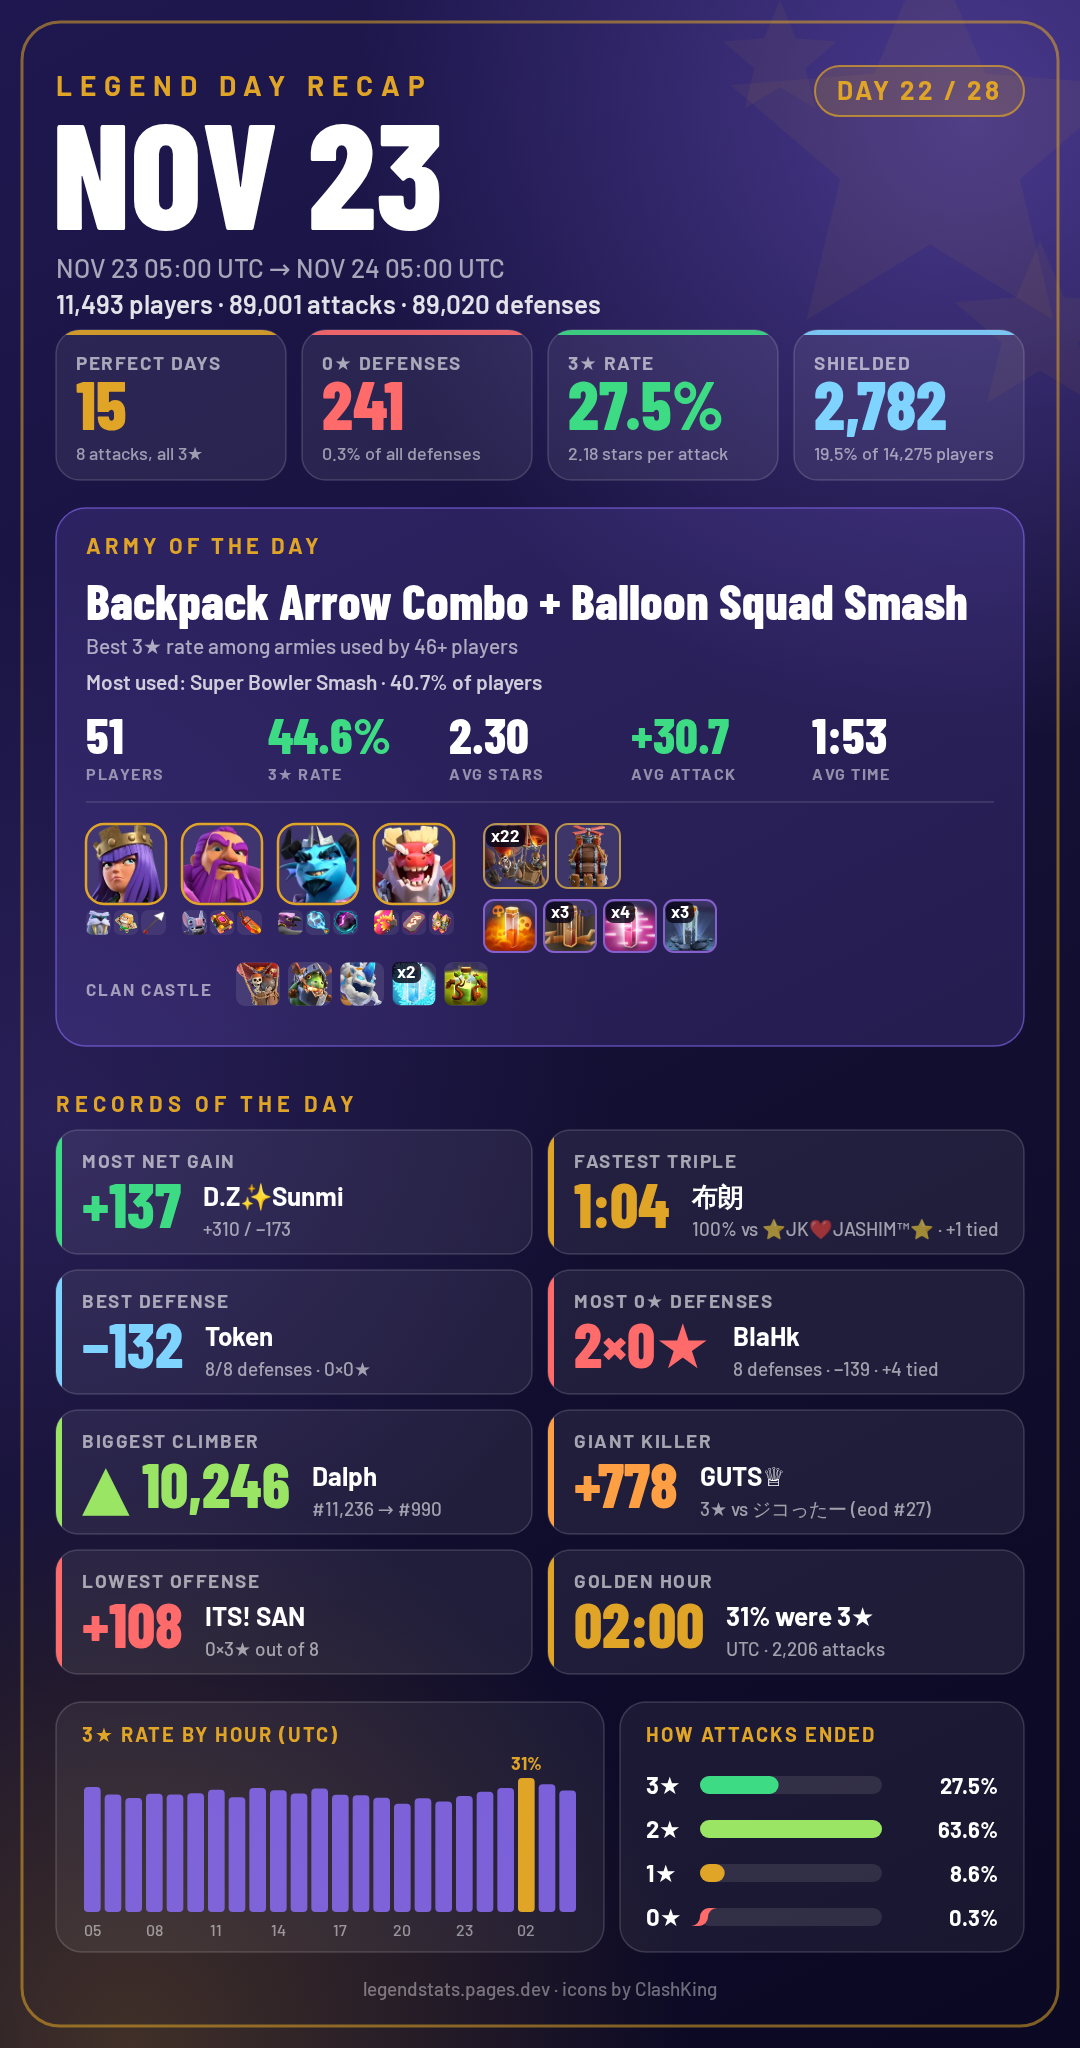 LEGEND DAY RECAP
DAY 22 / 28
NOV 23
NOV 23 05:00 UTC → NOV 24 05:00 UTC
11,493 players · 89,001 attacks · 89,020 defenses
PERFECT DAYS
15
8 attacks, all 3★
0★ DEFENSES
241
0.3% of all defenses
3★ RATE
27.5%
2.18 stars per attack
SHIELDED
2,782
19.5% of 14,275 players
ARMY OF THE DAY
Backpack Arrow Combo + Balloon Squad Smash
Best 3★ rate among armies used by 46+ players
Most used: Super Bowler Smash · 40.7% of players
51
PLAYERS
44.6%
3★ RATE
2.30
AVG STARS
+30.7
AVG ATTACK
1:53
AVG TIME
x22
x3
x4
x3
CLAN CASTLE
x2
RECORDS OF THE DAY
MOST NET GAIN
+137
D.Z✨Sunmi
+310 / −173
FASTEST TRIPLE
1:04
布朗
100% vs ⭐JK❤️JASHIM™⭐ · +1 tied
BEST DEFENSE
−132
Token
8/8 defenses · 0×0★
MOST 0★ DEFENSES
2×0★
BlaHk
8 defenses · −139 · +4 tied
BIGGEST CLIMBER
▲ 10,246
Dalph
#11,236 → #990
GIANT KILLER
+778
GUTS♕
3★ vs ジコったー (eod #27)
LOWEST OFFENSE
+108
ITS! SAN
0×3★ out of 8
GOLDEN HOUR
02:00
31% were 3★
UTC · 2,206 attacks
3★ RATE BY HOUR (UTC)
31%
05 08 11 14 17 20 23 02
HOW ATTACKS ENDED
3★ 27.5%
2★ 63.6%
1★ 8.6%
0★ 0.3%
legendstats.pages.dev · icons by ClashKing